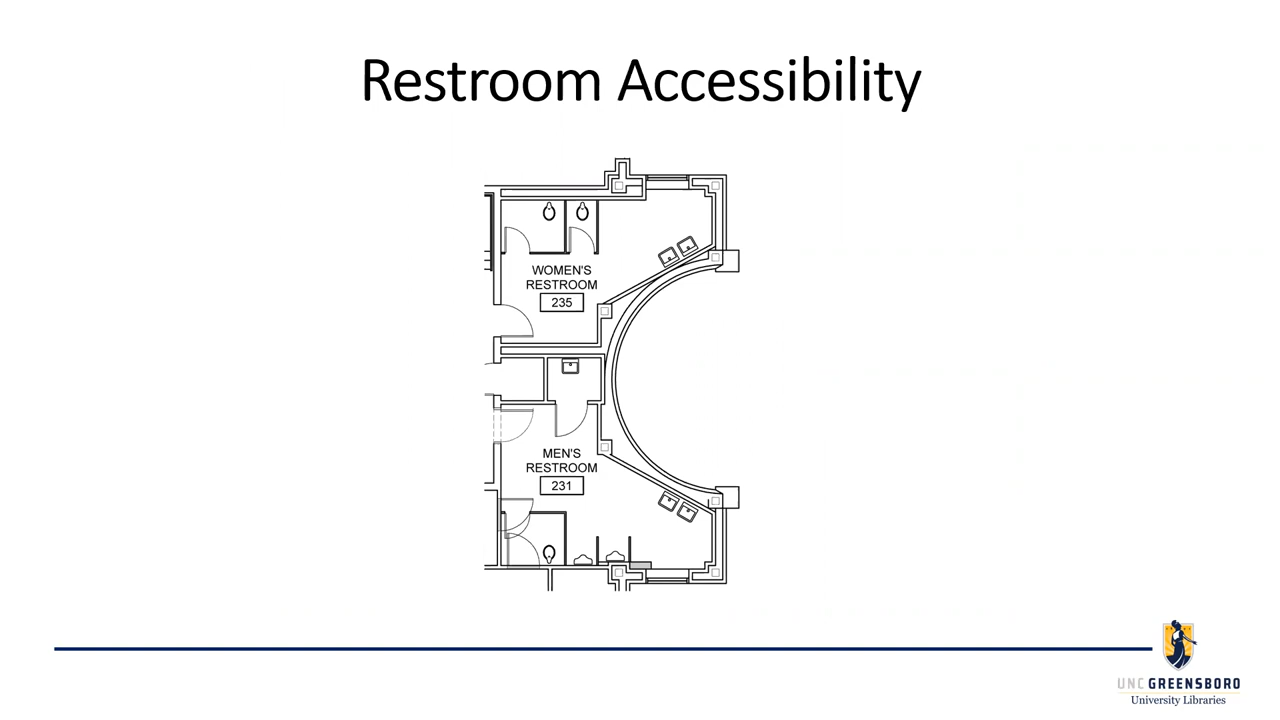 Restroom Accessibility
WOMEN'S
RESTROOM
235
MEN'S
RESTROOM
231
UNC GREENSBORO
University Libraries